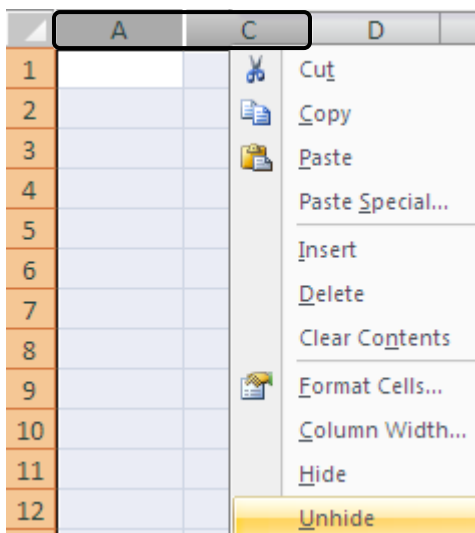 A C D
1 Cut
2 Copy
3 Paste
4 Paste Special...
5
6 Insert
7 Delete
8 Clear Contents
9 Format Cells...
10 Column Width...
11 Hide
12 Unhide